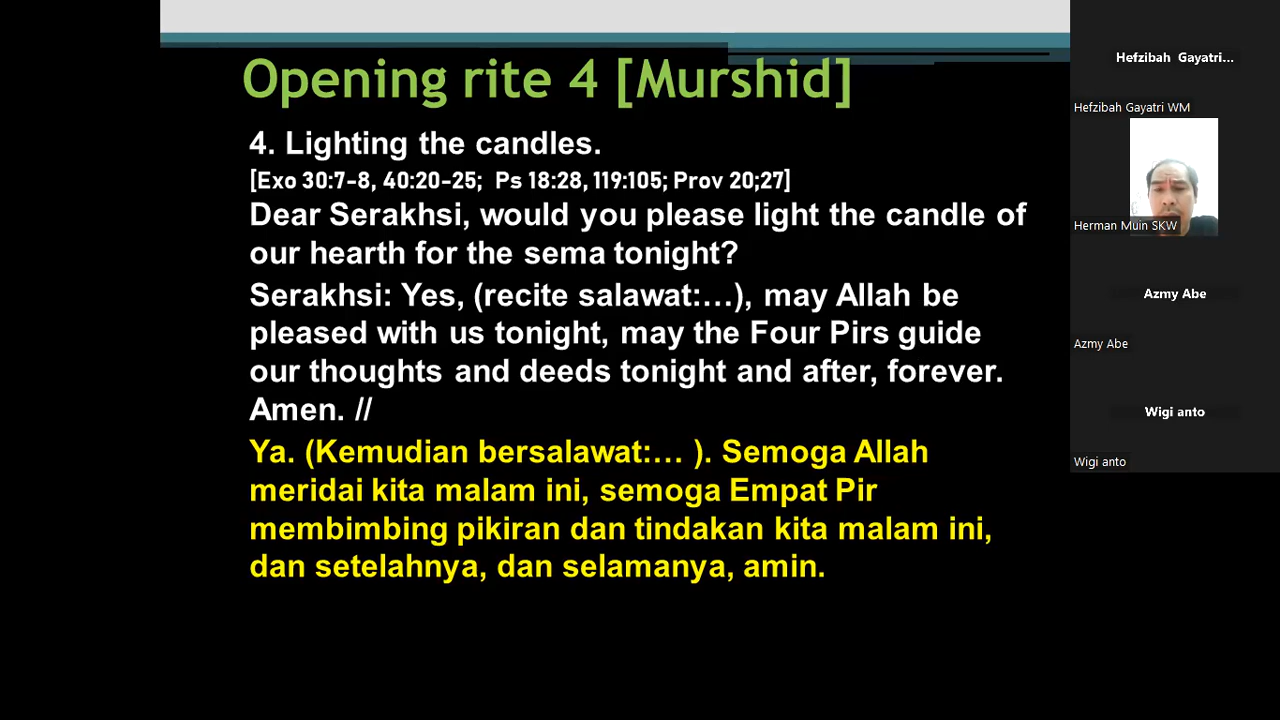 Opening rite 4 [Murshid]
4. Lighting the candles.
[Exo 30:7-8, 40:20-25;  Ps 18:28, 119:105; Prov 20;27]
Dear Serakhsi, would you please light the candle of
our hearth for the sema tonight?
Serakhsi: Yes, (recite salawat:…), may Allah be
pleased with us tonight, may the Four Pirs guide
our thoughts and deeds tonight and after, forever.
Amen. //
Ya. (Kemudian bersalawat:… ). Semoga Allah
meridai kita malam ini, semoga Empat Pir
membimbing pikiran dan tindakan kita malam ini,
dan setelahnya, dan selamanya, amin.
Hefzibah  Gayatri...
Hefzibah Gayatri WM
Herman Muin SKW
Azmy Abe
Azmy Abe
Wigi anto
Wigi anto